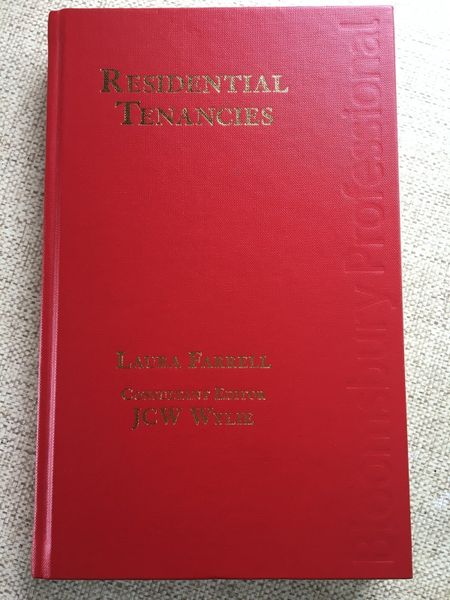 RESIDENTIAL
TENANCIES
LAURA FARRELL
CONSULTANT EDITOR
JCW WYLIE
Bloomsbury Professional